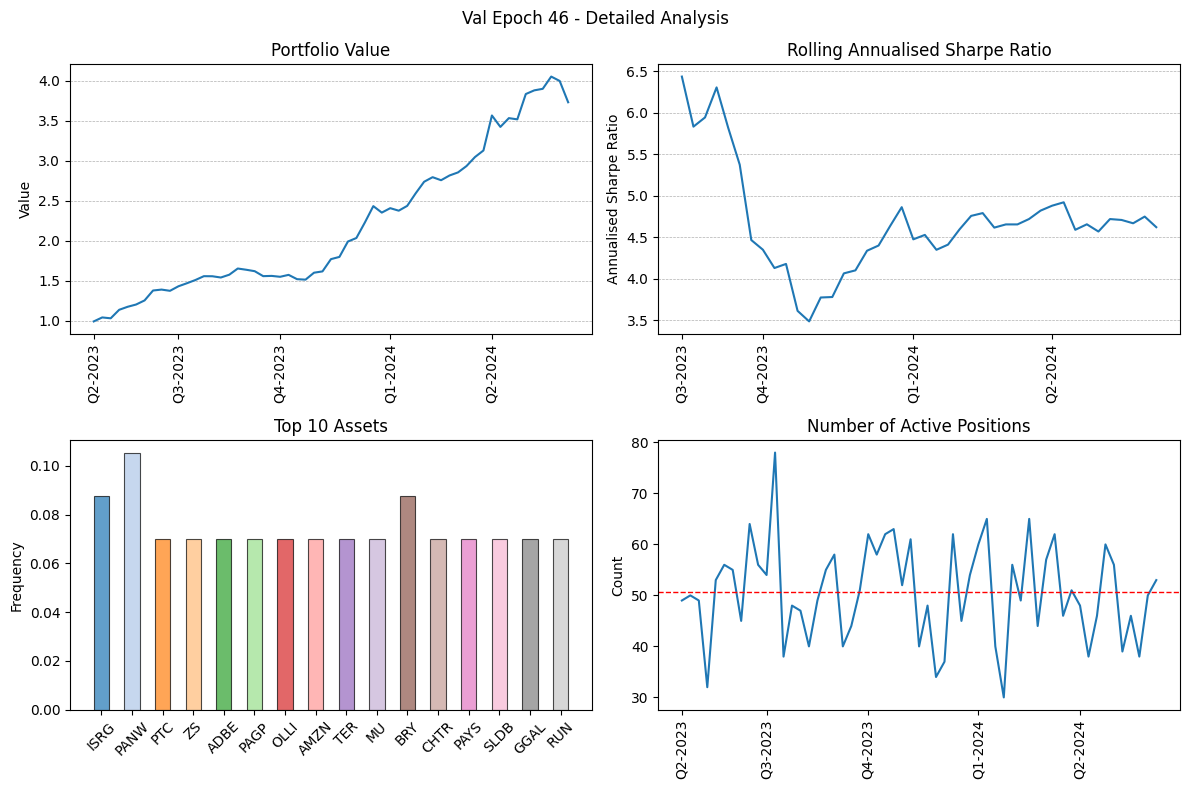 Val Epoch 46 - Detailed Analysis
Portfolio Value
Value
4.0
3.5
3.0
2.5
2.0
1.5
1.0
Q2-2023
Q3-2023
Q4-2023
Q1-2024
Q2-2024
Rolling Annualised Sharpe Ratio
Annualised Sharpe Ratio
6.5
6.0
5.5
5.0
4.5
4.0
3.5
Q3-2023
Q4-2023
Q1-2024
Q2-2024
Top 10 Assets
Frequency
0.10
0.08
0.06
0.04
0.02
0.00
ISRG
PANW
PTC
ZS
ADBE
PAGP
OLLI
AMZN
TER
MU
BRY
CHTR
PAYS
SLDB
GGAL
RUN
Number of Active Positions
Count
80
70
60
50
40
30
Q2-2023
Q3-2023
Q4-2023
Q1-2024
Q2-2024